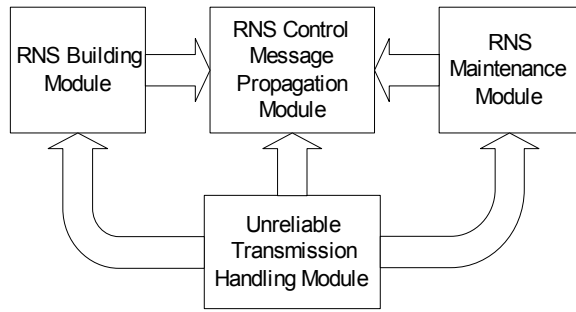 RNS Building
Module
RNS Control
Message
Propagation
Module
RNS
Maintenance
Module
Unreliable
Transmission
Handling Module